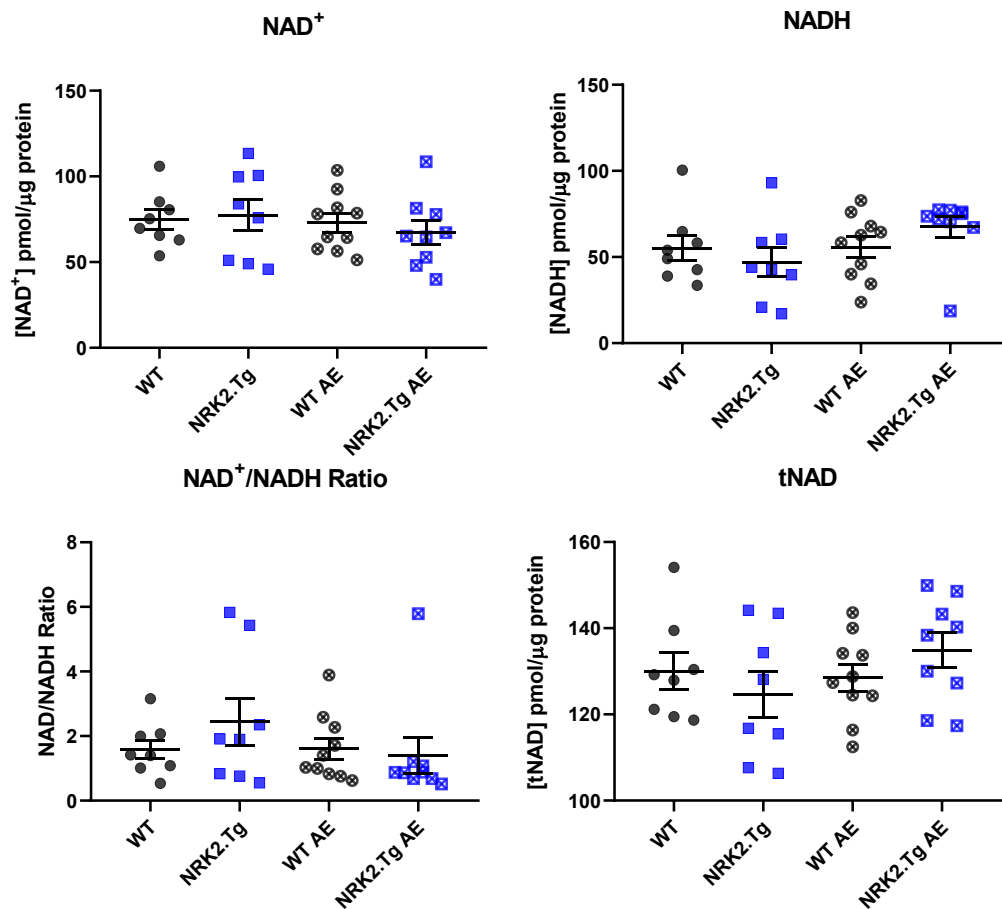 NAD⁺
[NAD⁺] pmol/μg protein
150
100
50
0
WT
NRK2.Tg
WT AE
NRK2.Tg AE
NADH
[NADH] pmol/μg protein
150
100
50
0
WT
NRK2.Tg
WT AE
NRK2.Tg AE
NAD⁺/NADH Ratio
NAD/NADH Ratio
8
6
4
2
0
WT
NRK2.Tg
WT AE
NRK2.Tg AE
tNAD
[tNAD] pmol/μg protein
160
140
120
100
WT
NRK2.Tg
WT AE
NRK2.Tg AE